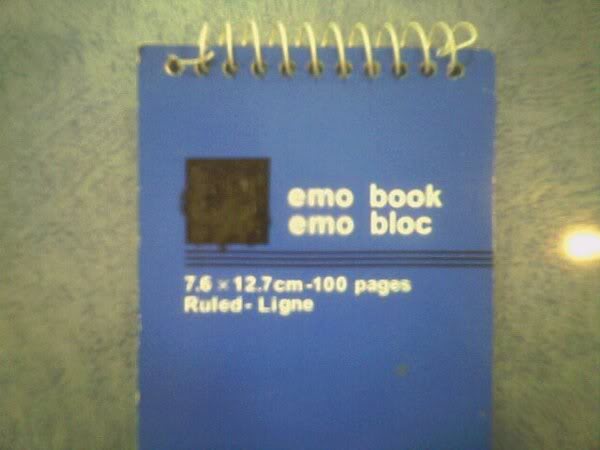 emo book
emo bloc
7.6 × 12.7cm-100 pages
Ruled- Ligne